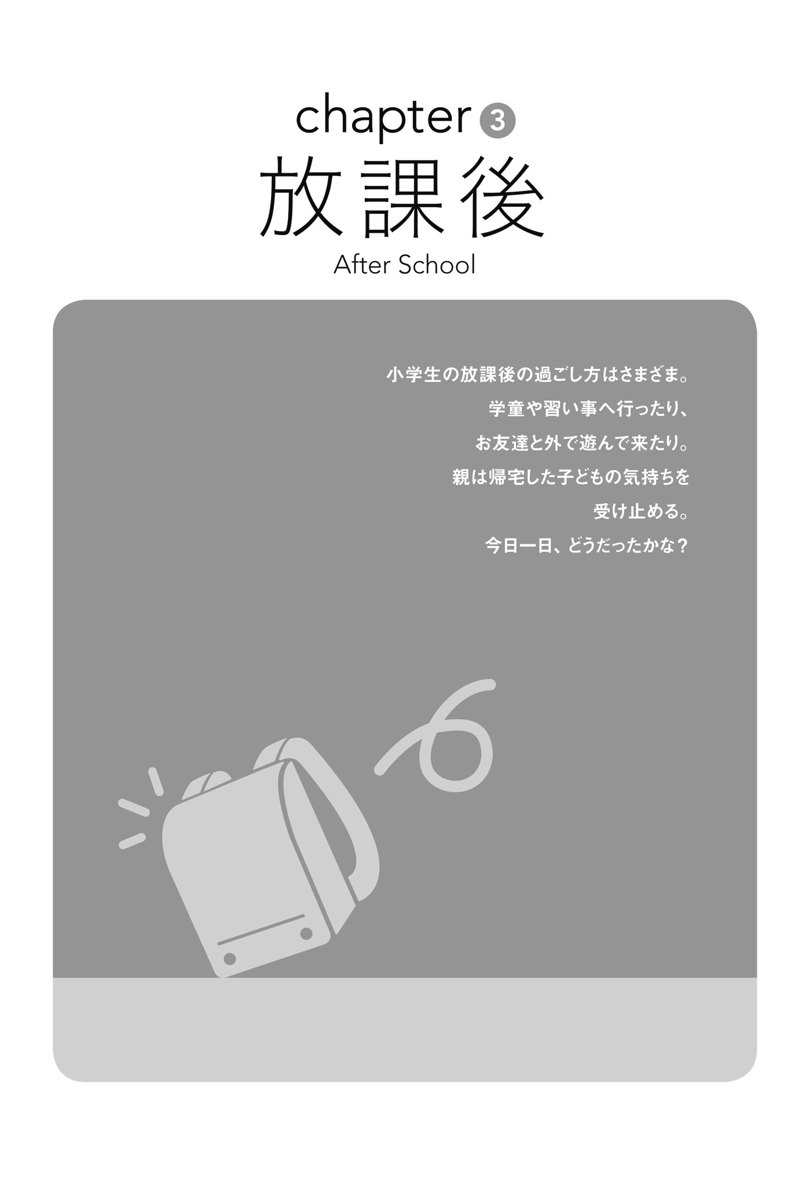 chapter 3
放課後
After School
小学生の放課後の過ごし方はさまざま。
学童や習い事へ行ったり、
お友達と外で遊んで来たり。
親は帰宅した子どもの気持ちを
受け止める。
今日一日、どうだったかな？